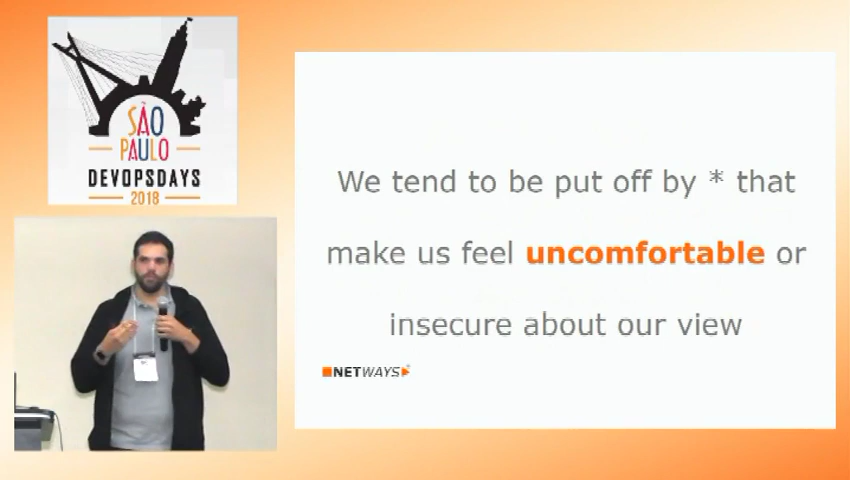 SÃO
PAULO
DEVOPSDAYS
2018
We tend to be put off by * that
make us feel uncomfortable or
insecure about our view
NETWAYS